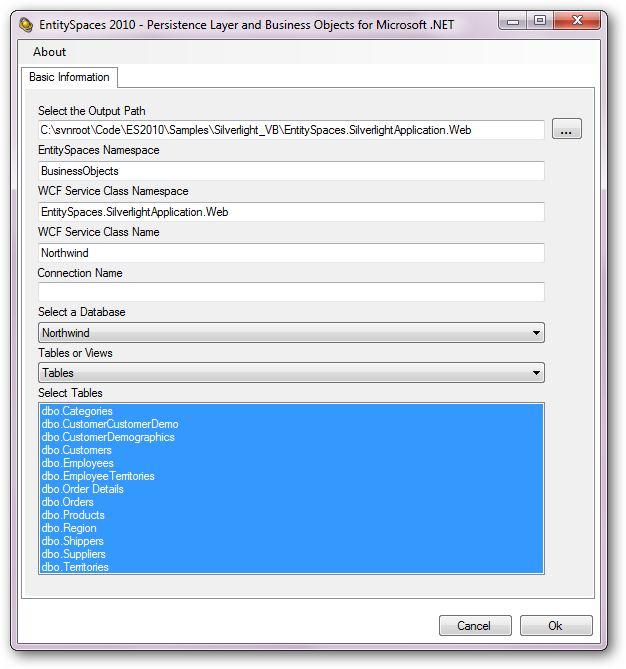 EntitySpaces 2010 - Persistence Layer and Business Objects for Microsoft .NET
About
Basic Information
Select the Output Path
C:\svnroot\Code\ES2010\Samples\Silverlight_VB\EntitySpaces.SilverlightApplication.Web
...
EntitySpaces Namespace
BusinessObjects
WCF Service Class Namespace
EntitySpaces.SilverlightApplication.Web
WCF Service Class Name
Northwind
Connection Name
Select a Database
Northwind
Tables or Views
Tables
Select Tables
dbo.Categories
dbo.CustomerCustomerDemo
dbo.CustomerDemographics
dbo.Customers
dbo.Employees
dbo.EmployeeTerritories
dbo.Order Details
dbo.Orders
dbo.Products
dbo.Region
dbo.Shippers
dbo.Suppliers
dbo.Territories
Cancel
Ok